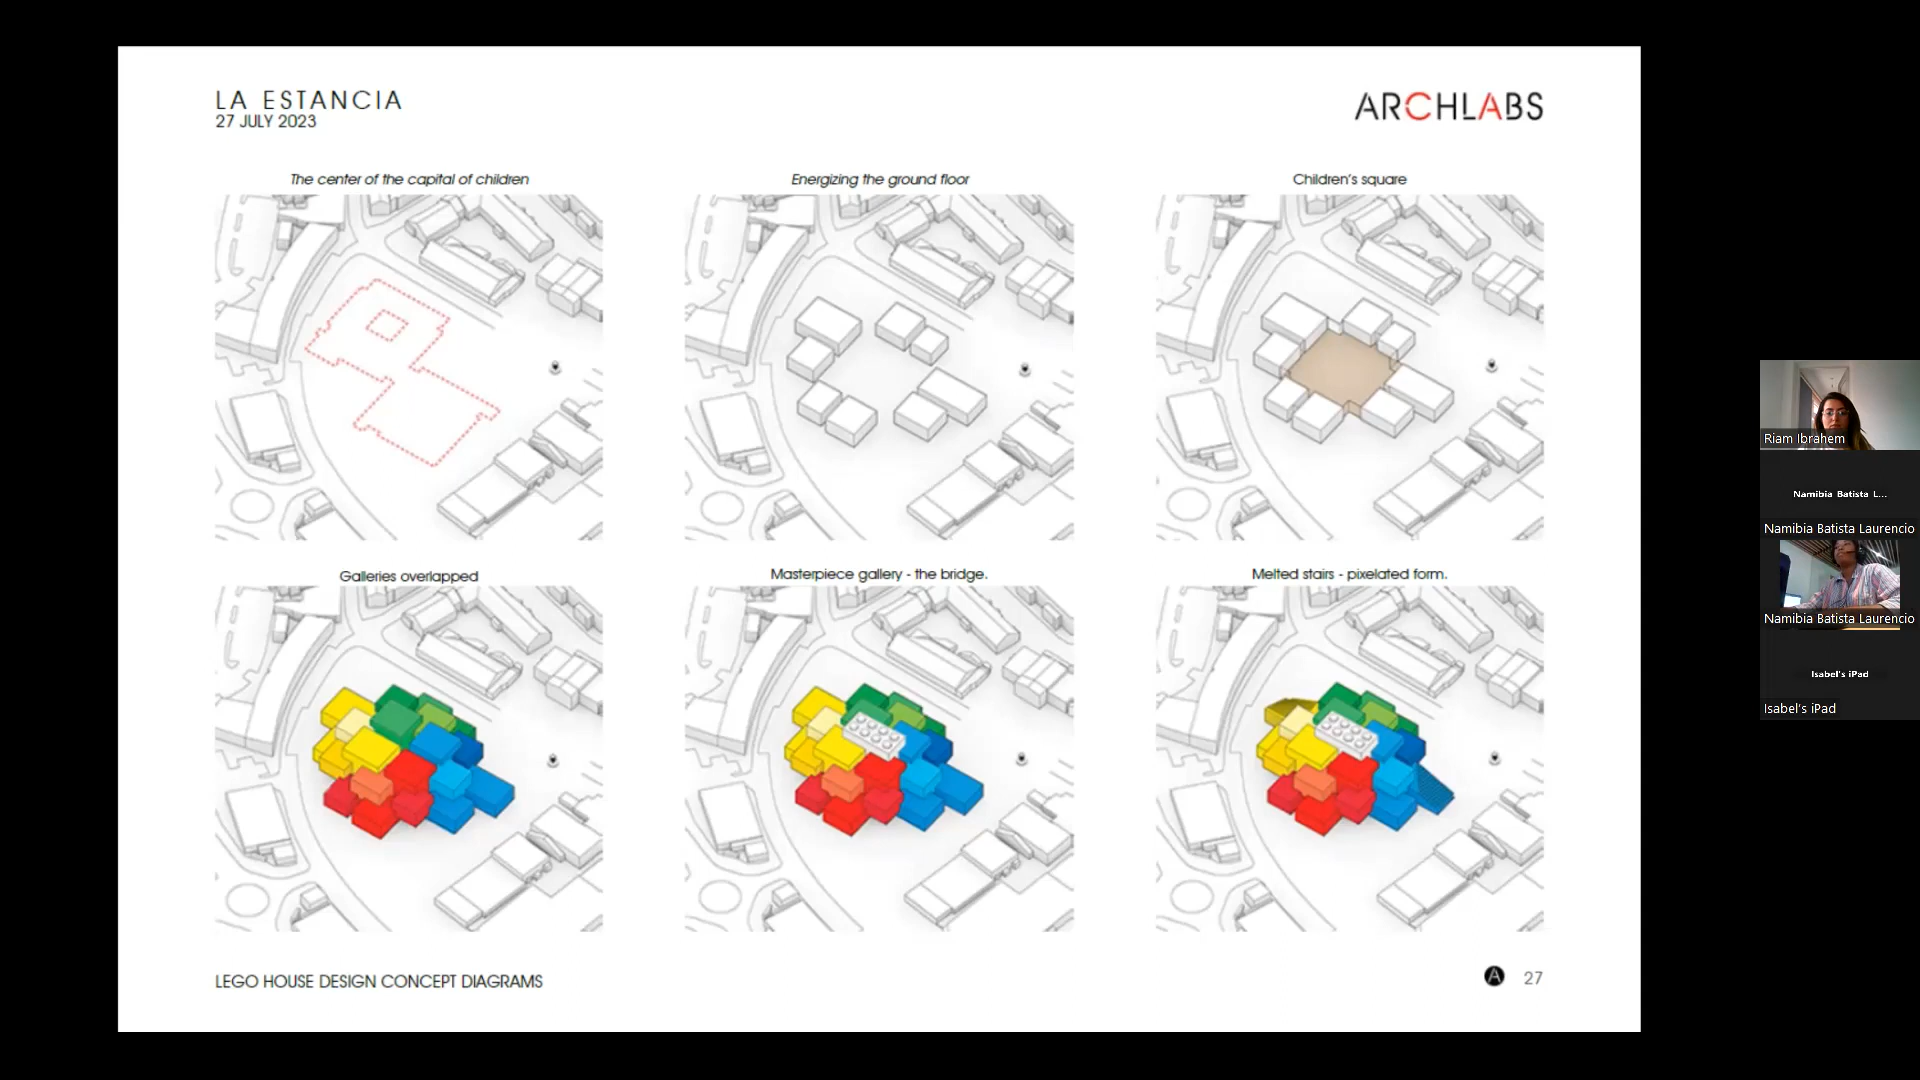 LA ESTANCIA
27 JULY 2023
ARCHLABS
The center of the capital of children
Energizing the ground floor
Children's square
Galleries overlapped
Masterpiece gallery - the bridge.
Melted stairs - pixelated form.
LEGO HOUSE DESIGN CONCEPT DIAGRAMS
A 27
Riam Ibrahem
Namibia Batista L...
Namibia Batista Laurencio
Namibia Batista Laurencio
Isabel's iPad
Isabel's iPad